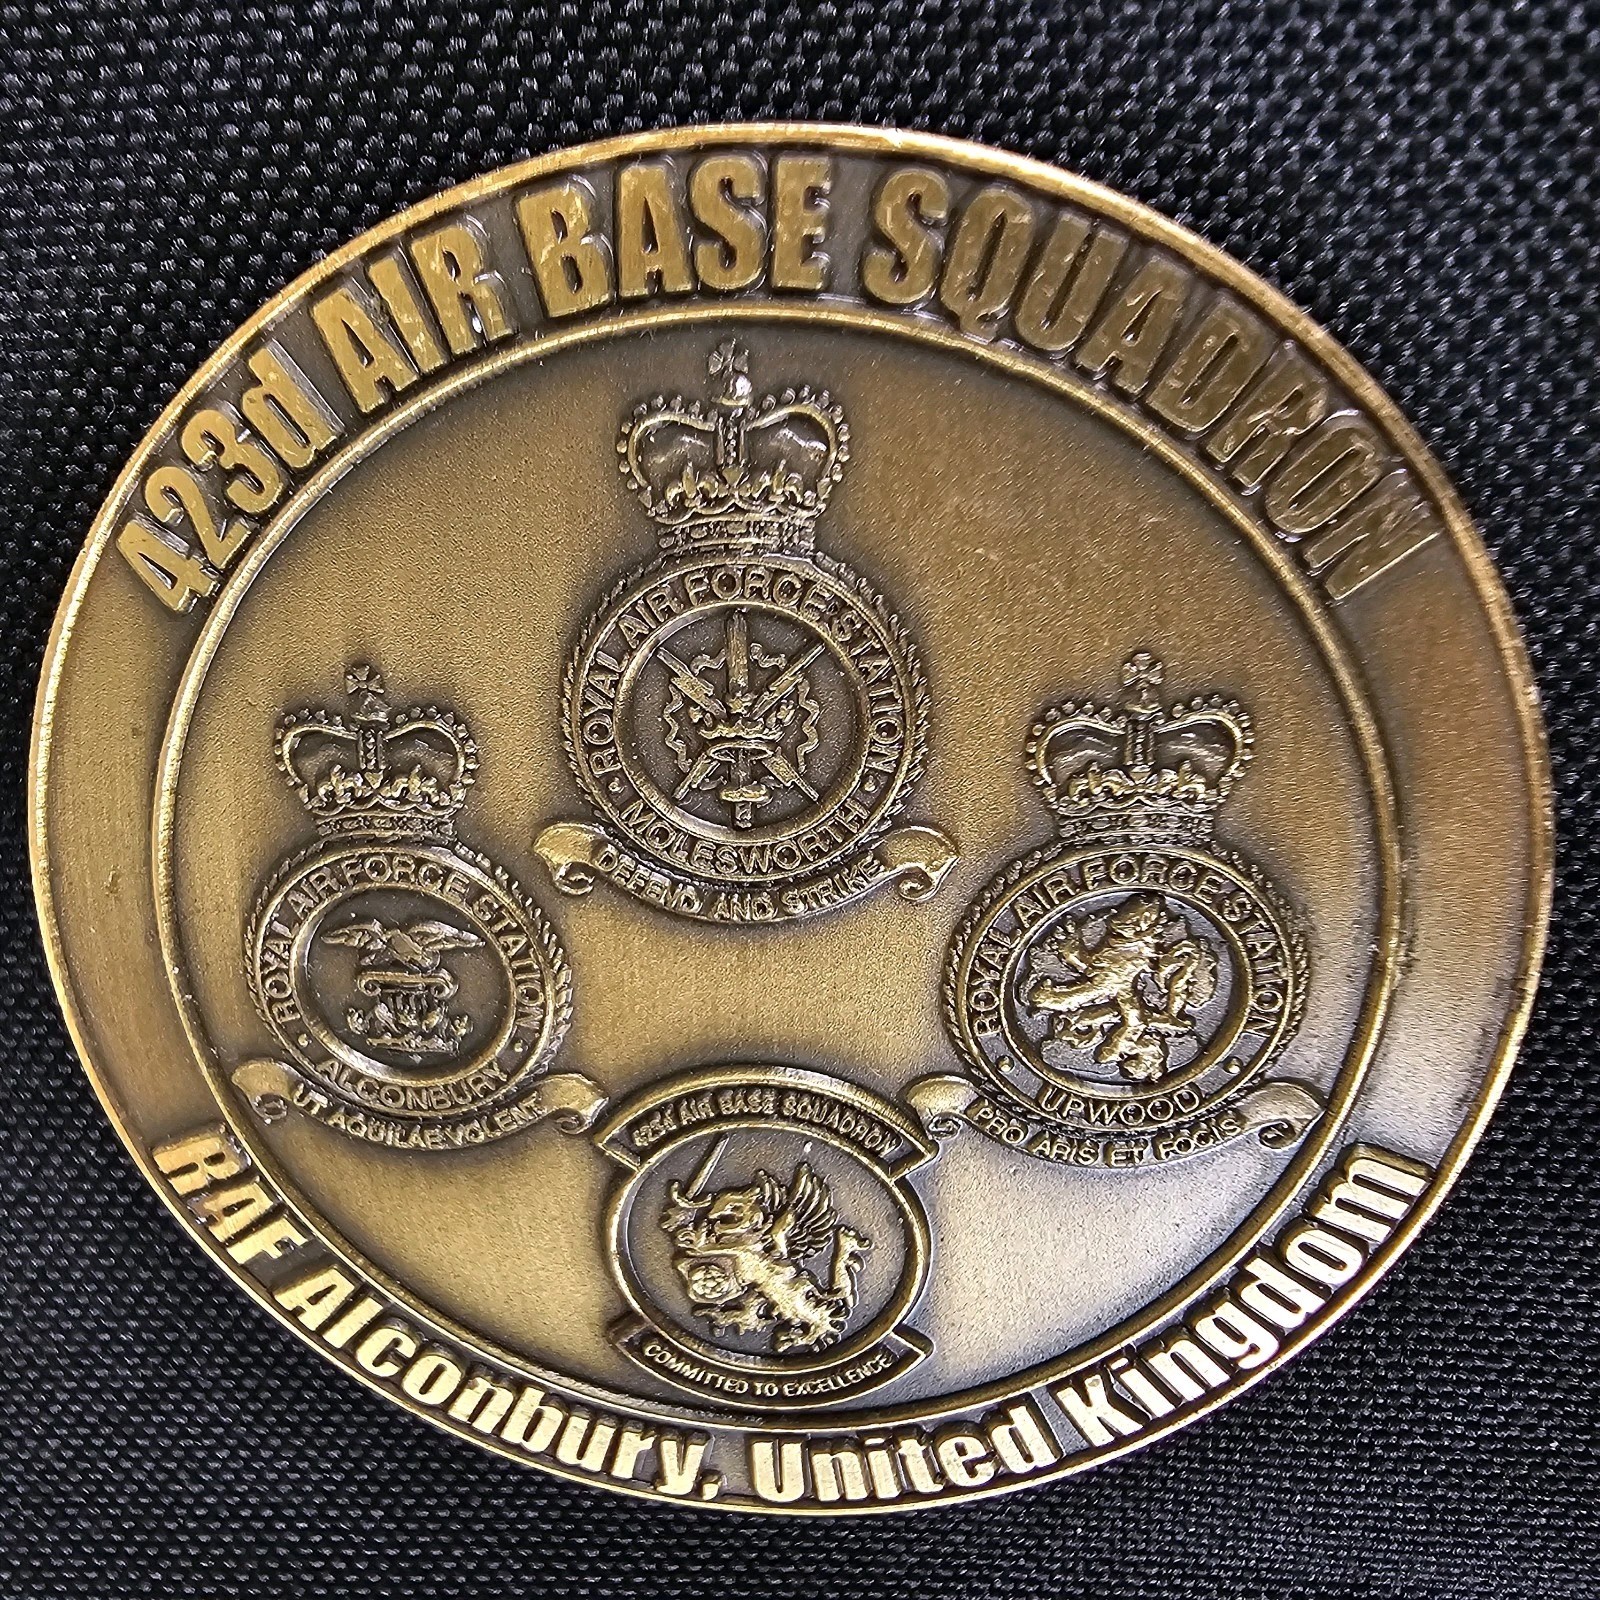 423d AIR BASE SQUADRON
ROYAL AIR FORCE STATION
MOLESWORTH
DEFEND AND STRIKE
ROYAL AIR FORCE STATION
ALCONBURY
UT AQUILAE VOLENT
ROYAL AIR FORCE STATION
UPWOOD
PRO ARIS ET FOCIS
423d AIR BASE SQUADRON
COMMITTED TO EXCELLENCE
RAF Alconbury, United Kingdom